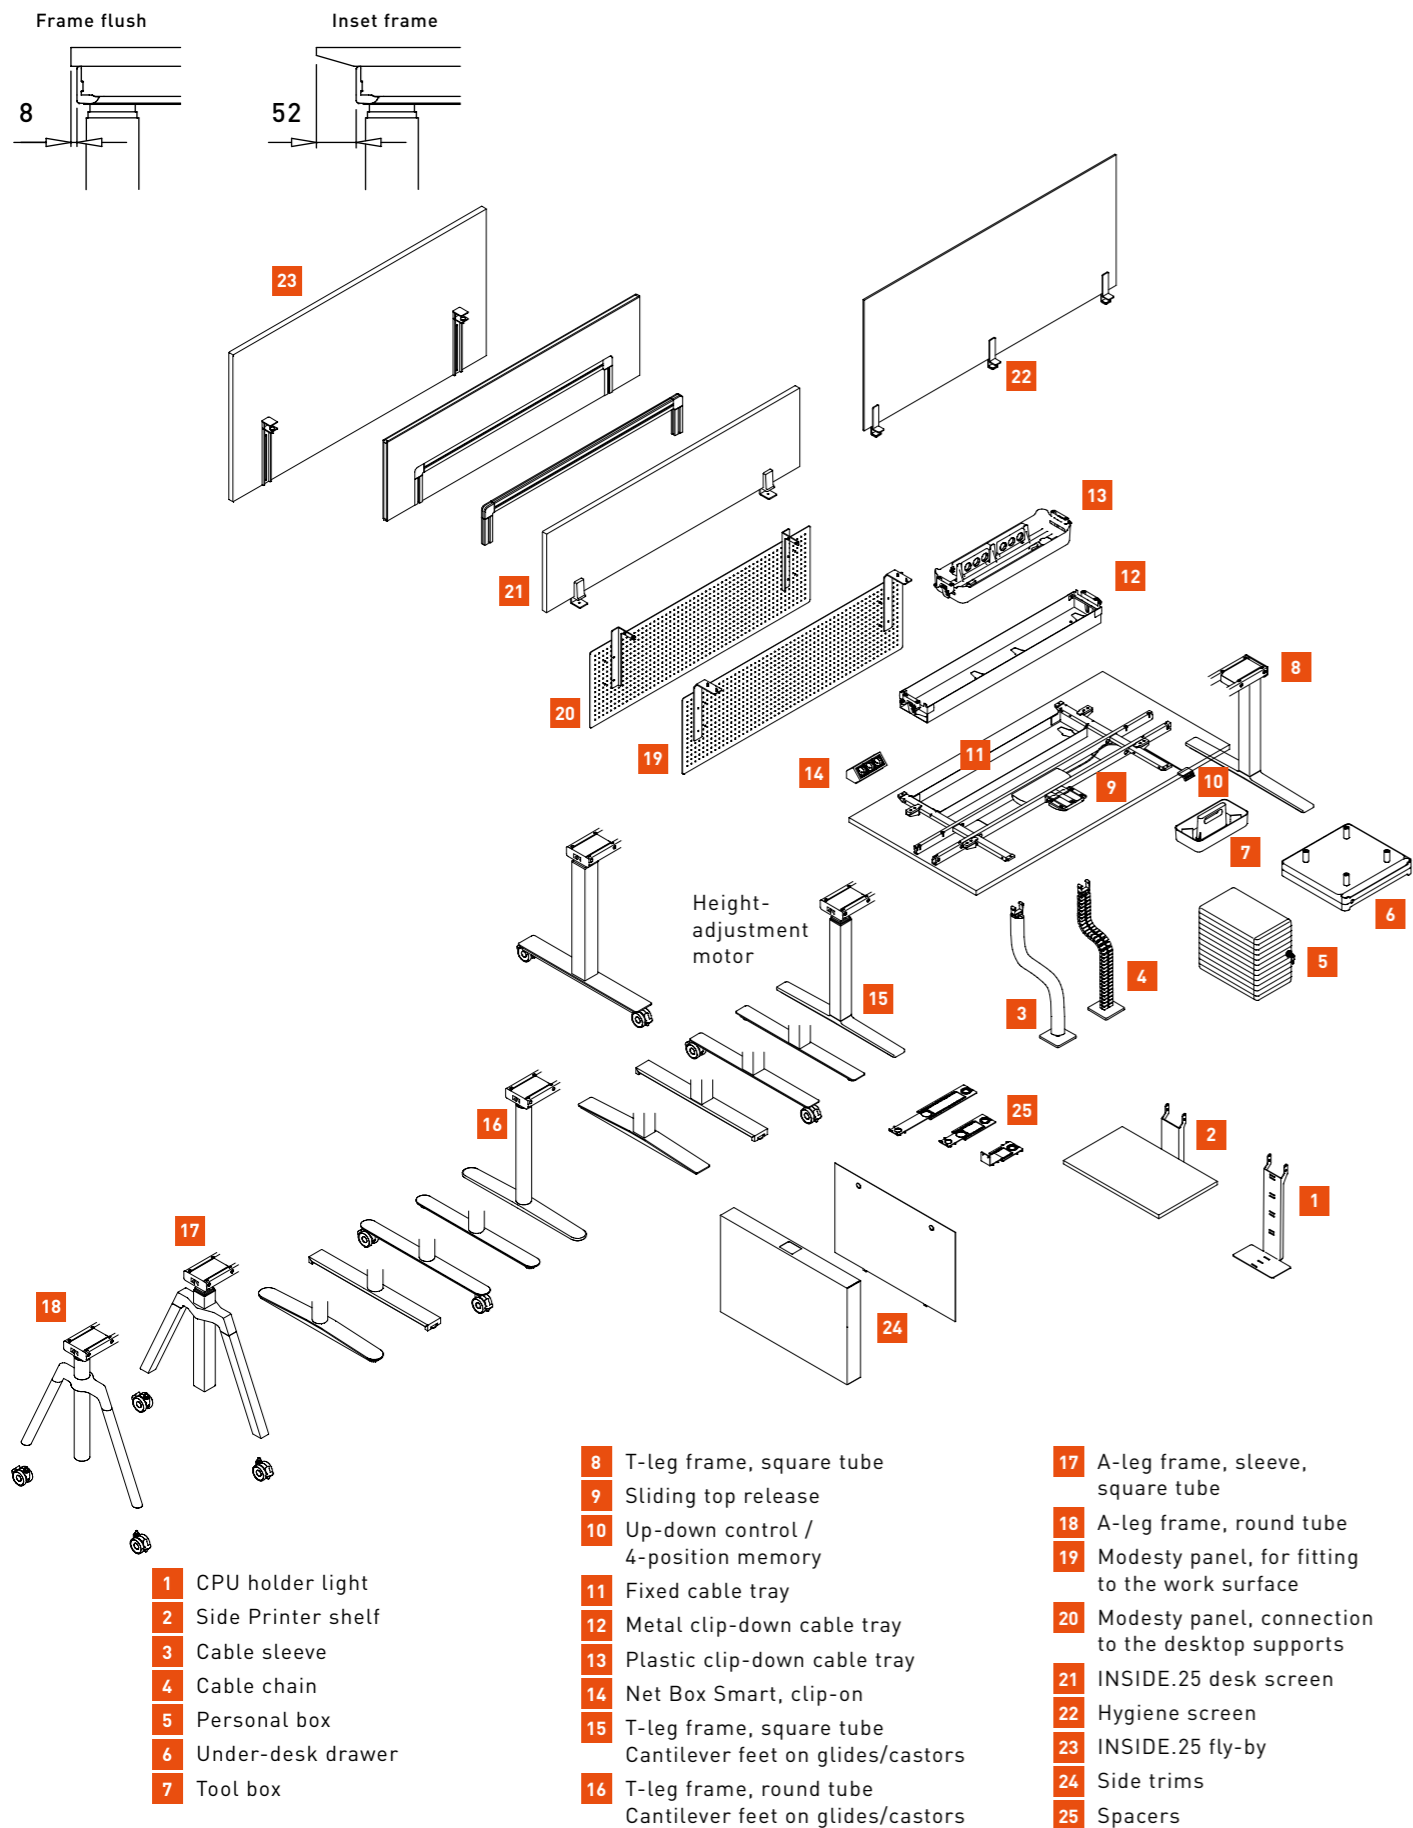 Frame flush
Inset frame
8
52
23
22
13
12
21
8
20
19
14
11
9
10
7
6
Height-
adjustment
motor
5
4
3
15
25
16
2
1
17
18
24
1 CPU holder light
2 Side Printer shelf
3 Cable sleeve
4 Cable chain
5 Personal box
6 Under-desk drawer
7 Tool box
8 T-leg frame, square tube
9 Sliding top release
10 Up-down control /
4-position memory
11 Fixed cable tray
12 Metal clip-down cable tray
13 Plastic clip-down cable tray
14 Net Box Smart, clip-on
15 T-leg frame, square tube
Cantilever feet on glides/castors
16 T-leg frame, round tube
Cantilever feet on glides/castors
17 A-leg frame, sleeve,
square tube
18 A-leg frame, round tube
19 Modesty panel, for fitting
to the work surface
20 Modesty panel, connection
to the desktop supports
21 INSIDE.25 desk screen
22 Hygiene screen
23 INSIDE.25 fly-by
24 Side trims
25 Spacers